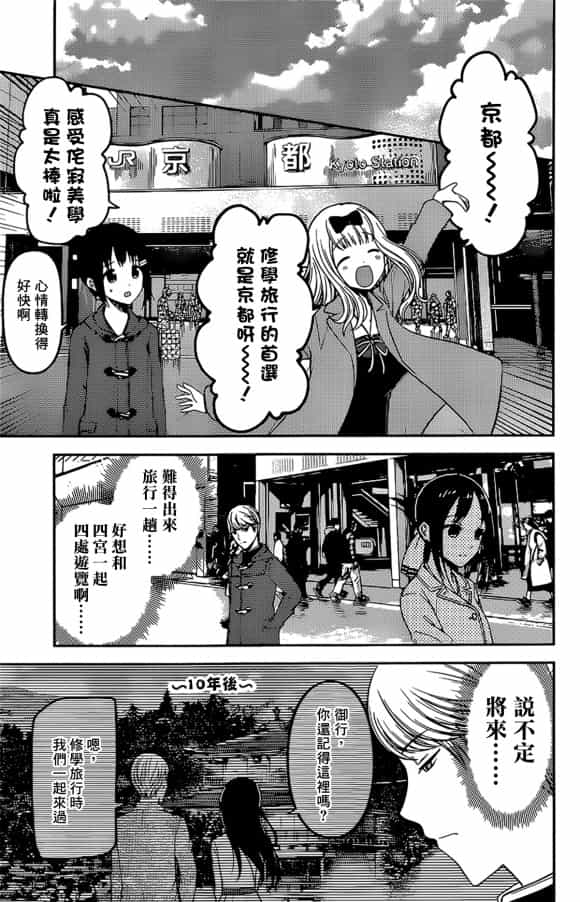 京都～～～！
修學旅行的首選
就是京都呀～～～！
感受侘寂美學
真是太棒啦！
心情轉換得
好快啊
JR 京都 Kyoto Station
難得出來
旅行一趟……
好想和
四宮一起
四處遊覽啊……
說不定
將來……
～10年後～
御行，
你還記得這裡嗎？
嗯，
修學旅行時
我們一起來過